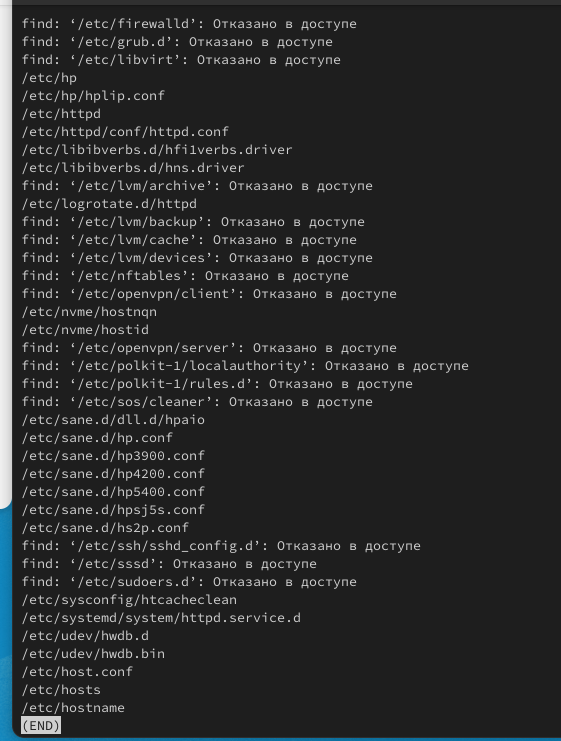 find: ‘/etc/firewalld’: Отказано в доступе
find: ‘/etc/grub.d’: Отказано в доступе
find: ‘/etc/libvirt’: Отказано в доступе
/etc/hp
/etc/hp/hplip.conf
/etc/httpd
/etc/httpd/conf/httpd.conf
/etc/libibverbs.d/hfi1verbs.driver
/etc/libibverbs.d/hns.driver
find: ‘/etc/lvm/archive’: Отказано в доступе
/etc/logrotate.d/httpd
find: ‘/etc/lvm/backup’: Отказано в доступе
find: ‘/etc/lvm/cache’: Отказано в доступе
find: ‘/etc/lvm/devices’: Отказано в доступе
find: ‘/etc/nftables’: Отказано в доступе
find: ‘/etc/openvpn/client’: Отказано в доступе
/etc/nvme/hostnqn
/etc/nvme/hostid
find: ‘/etc/openvpn/server’: Отказано в доступе
find: ‘/etc/polkit-1/localauthority’: Отказано в доступе
find: ‘/etc/polkit-1/rules.d’: Отказано в доступе
find: ‘/etc/sos/cleaner’: Отказано в доступе
/etc/sane.d/dll.d/hpaio
/etc/sane.d/hp.conf
/etc/sane.d/hp3900.conf
/etc/sane.d/hp4200.conf
/etc/sane.d/hp5400.conf
/etc/sane.d/hpsj5s.conf
/etc/sane.d/hs2p.conf
find: ‘/etc/ssh/sshd_config.d’: Отказано в доступе
find: ‘/etc/sssd’: Отказано в доступе
find: ‘/etc/sudoers.d’: Отказано в доступе
/etc/sysconfig/htcacheclean
/etc/systemd/system/httpd.service.d
/etc/udev/hwdb.d
/etc/udev/hwdb.bin
/etc/host.conf
/etc/hosts
/etc/hostname
(END)